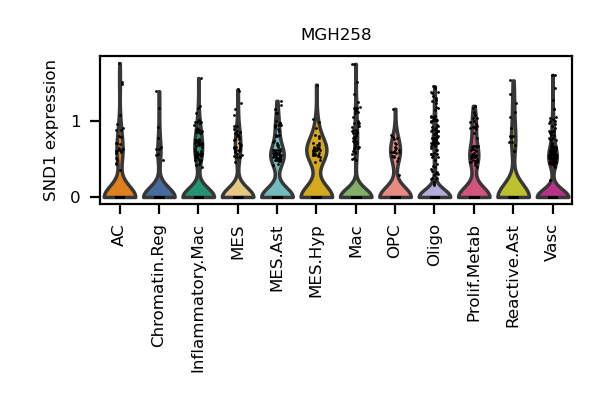 MGH258
SND1 expression
1
0
AC
Chromatin.Reg
Inflammatory.Mac
MES
MES.Ast
MES.Hyp
Mac
OPC
Oligo
Prolif.Metab
Reactive.Ast
Vasc